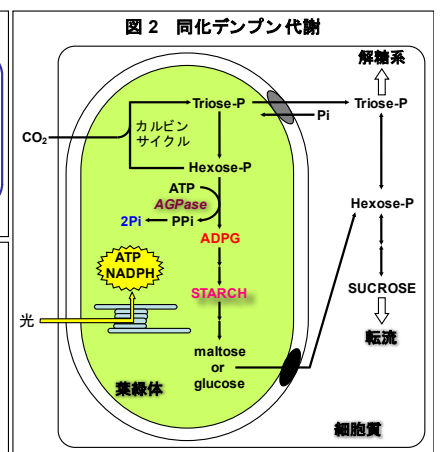 図 2 同化デンプン代謝
解糖系
Triose-P
Triose-P
Pi
CO₂
カルビン
サイクル
Hexose-P
ATP
AGPase
2Pi
PPi
Hexose-P
ADPG
ATP
NADPH
STARCH
SUCROSE
光
転流
maltose
or
glucose
葉緑体
細胞質